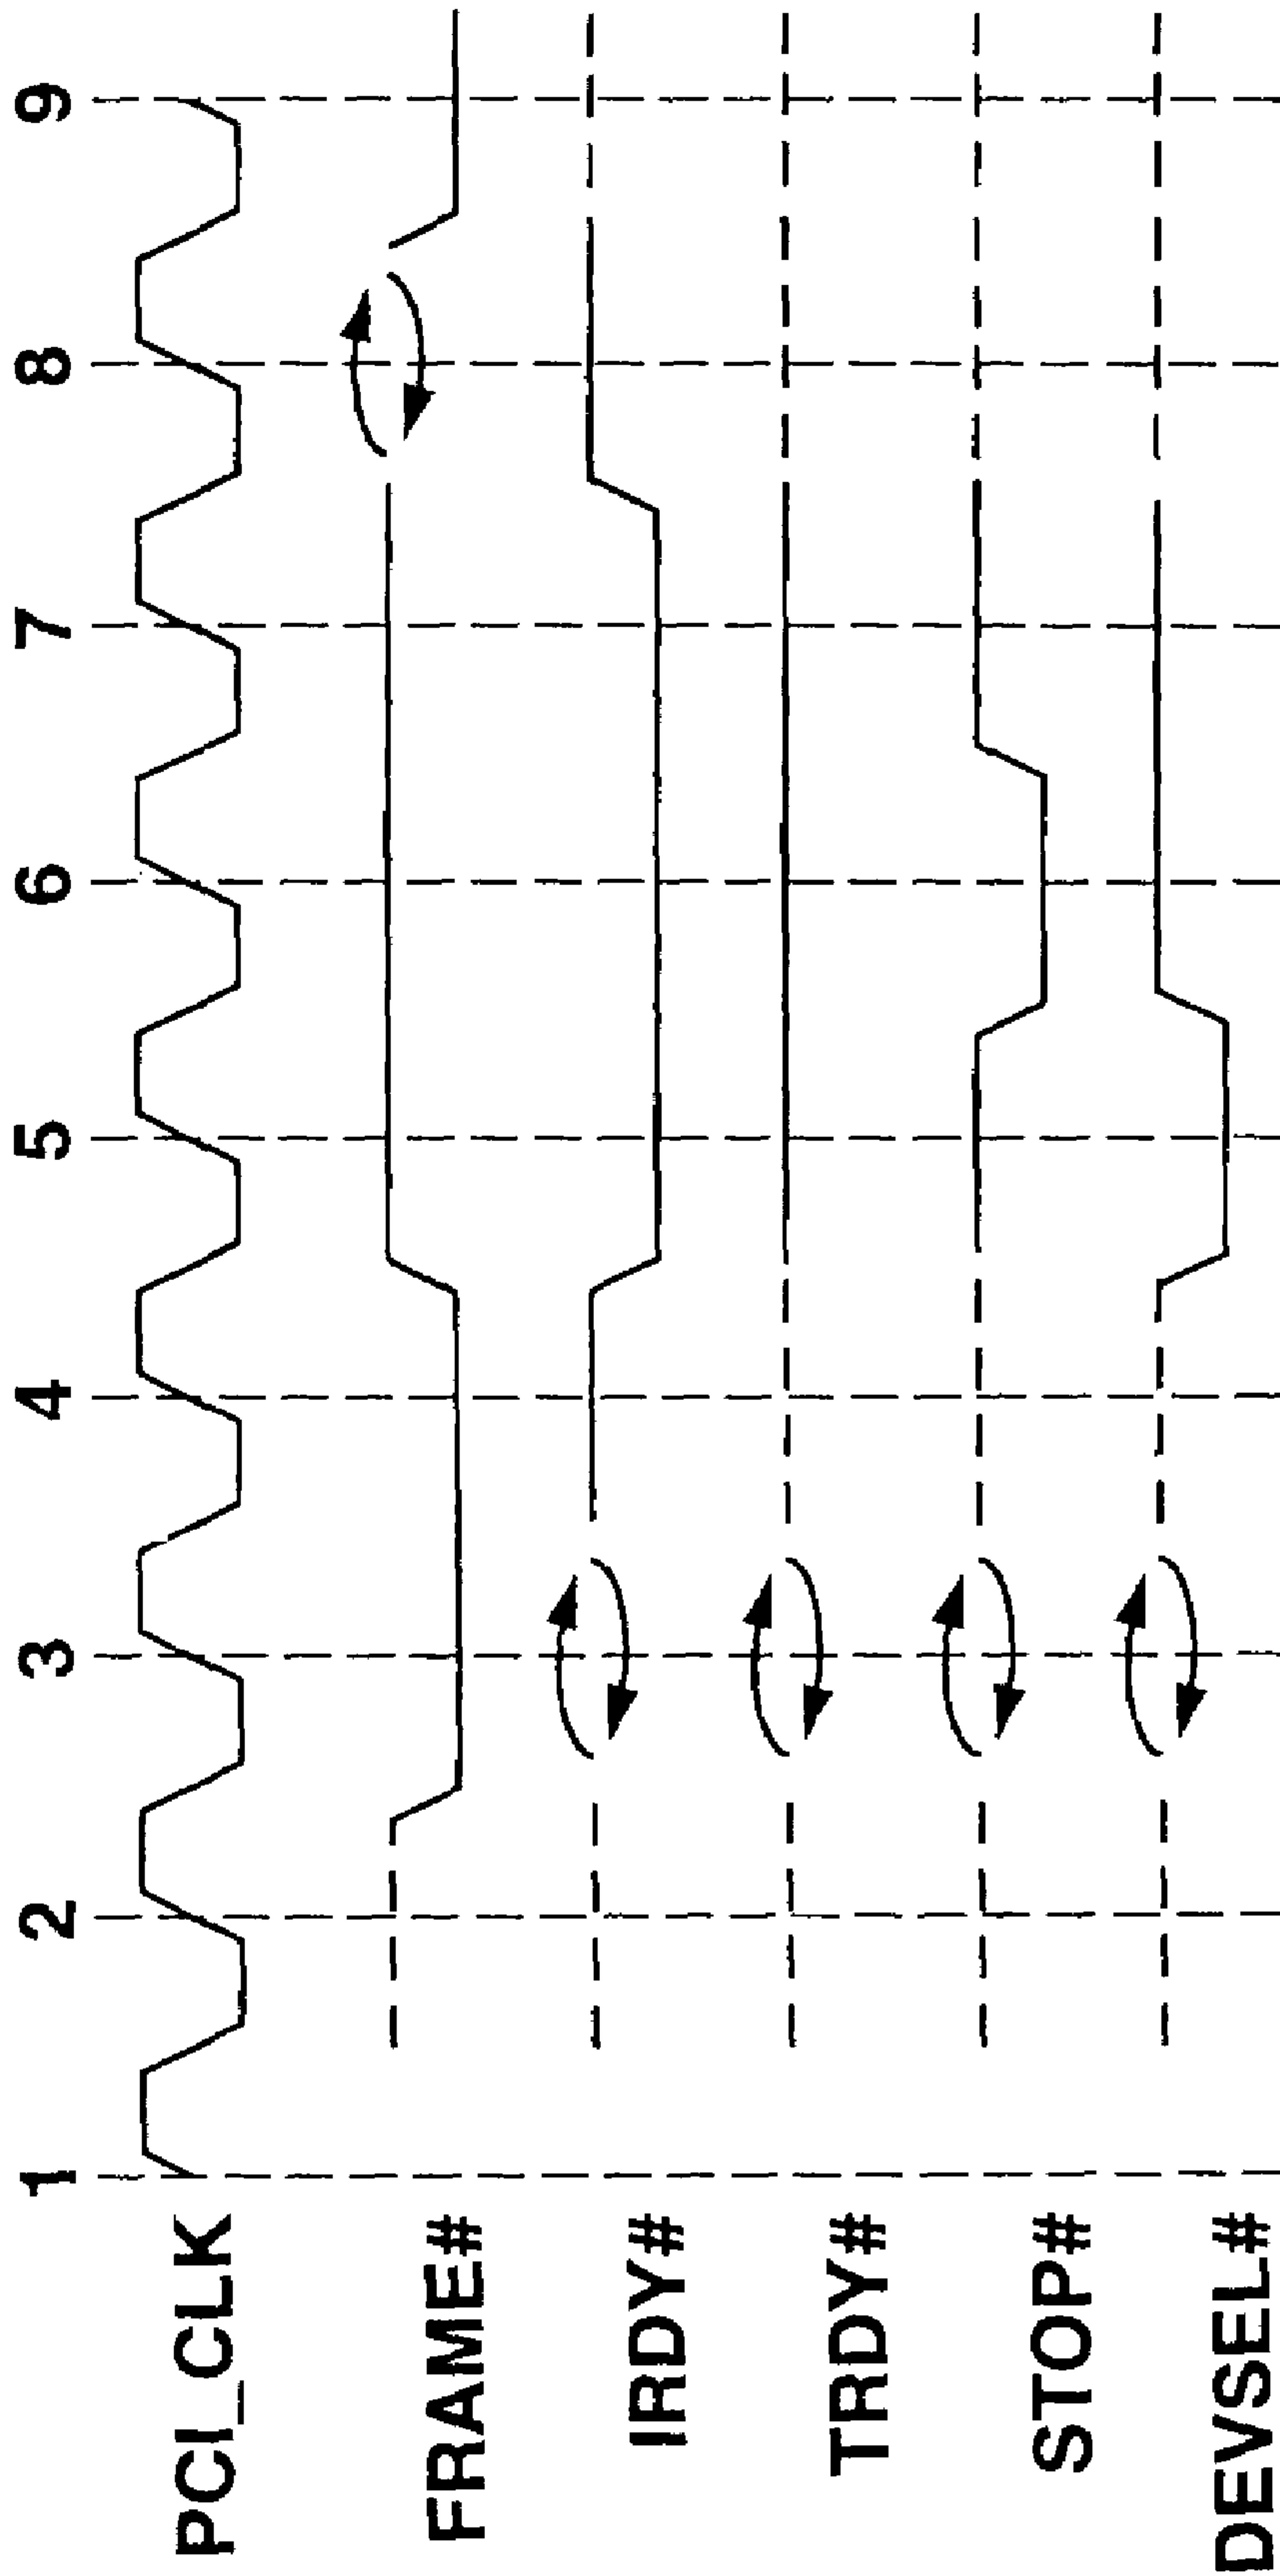 1 2 3 4 5 6 7 8 9
PCI_CLK
FRAME#
IRDY#
TRDY#
STOP#
DEVSEL#